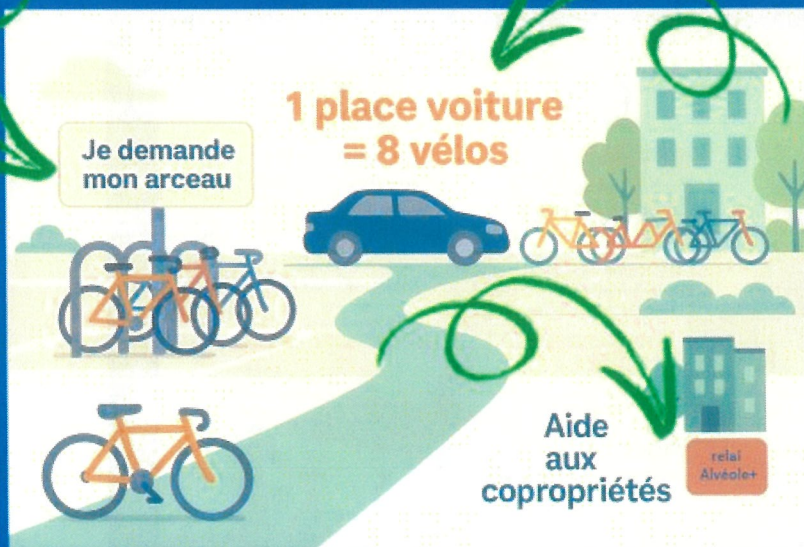 1 place voiture
= 8 vélos
Je demande
mon arceau
Aide
aux
copropriétés
relai
Alvéole+